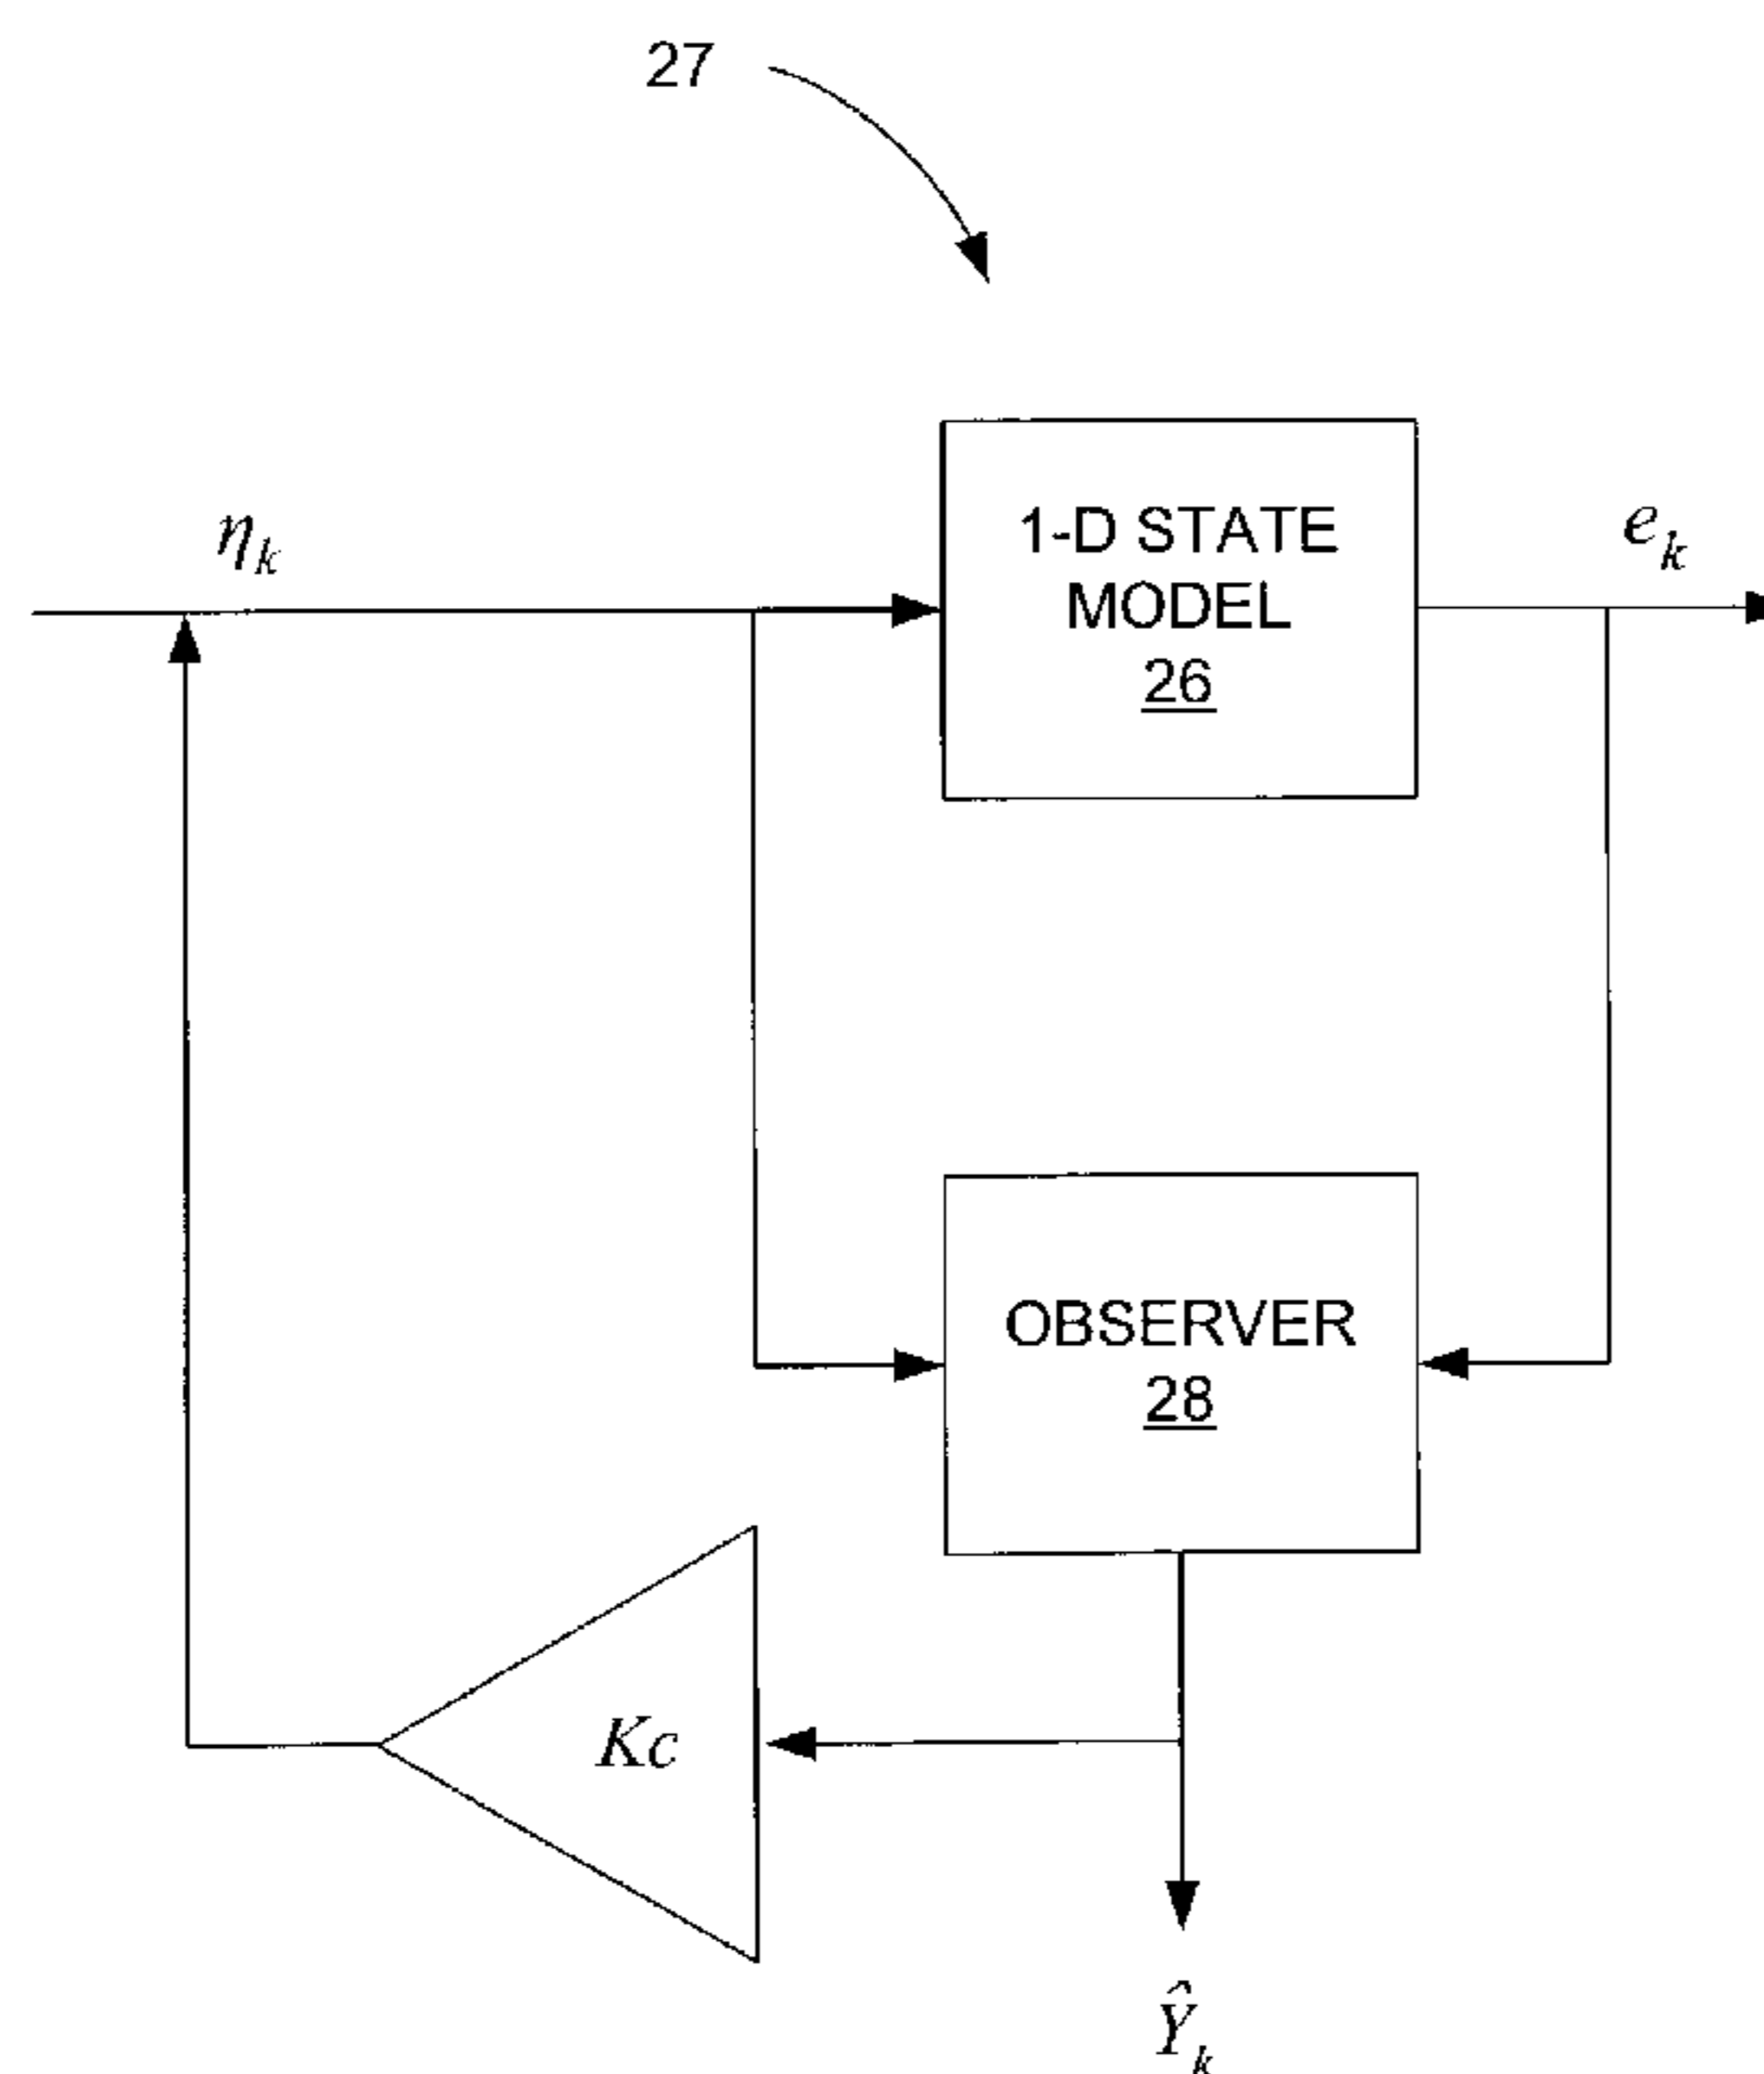 27
η_k
1-D STATE
MODEL
26
e_k
OBSERVER
28
Kc
Ŷ_k